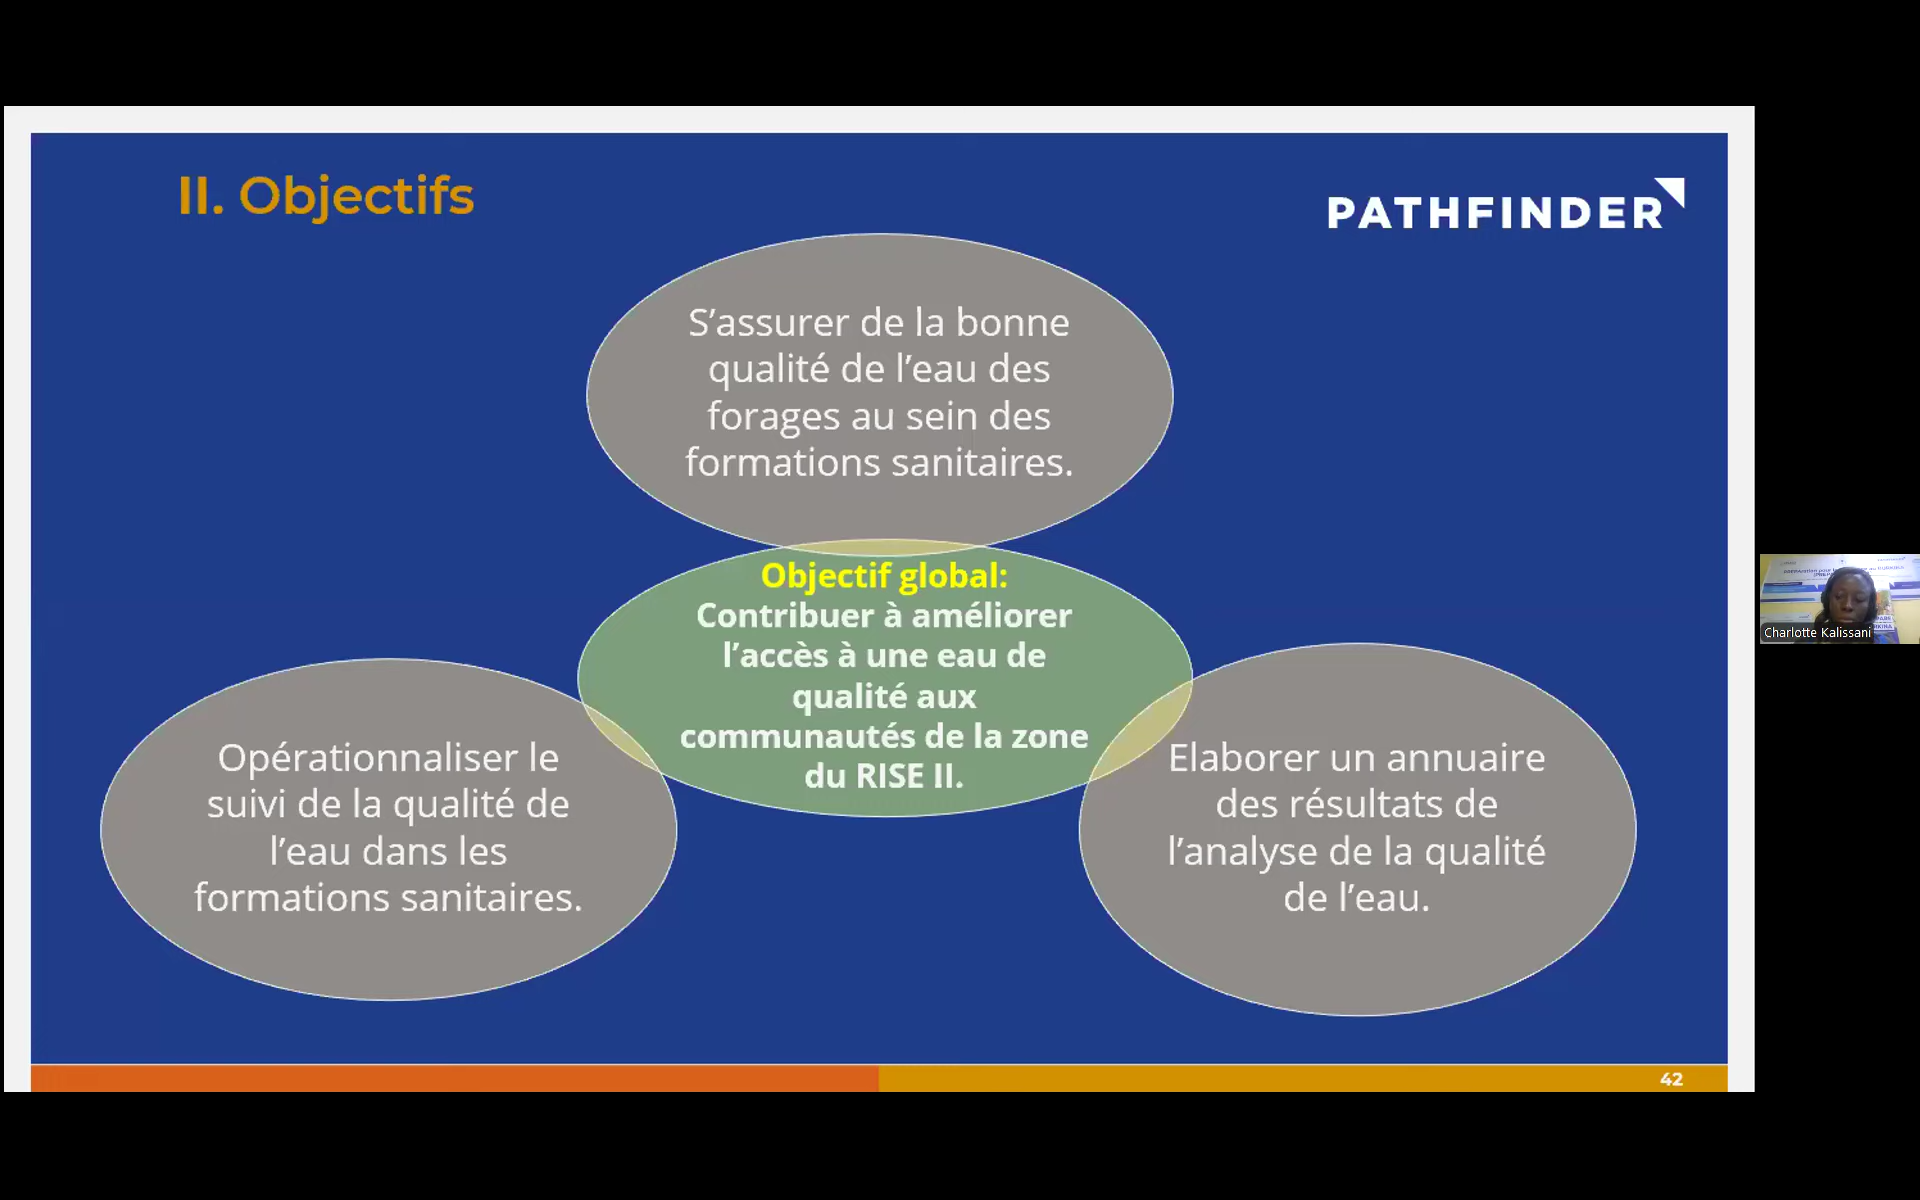 II. Objectifs
PATHFINDER
S’assurer de la bonne
qualité de l’eau des
forages au sein des
formations sanitaires.
Objectif global:
Contribuer à améliorer
l’accès à une eau de
qualité aux
communautés de la zone
du RISE II.
Opérationnaliser le
suivi de la qualité de
l’eau dans les
formations sanitaires.
Elaborer un annuaire
des résultats de
l’analyse de la qualité
de l’eau.
42
Charlotte Kalissani